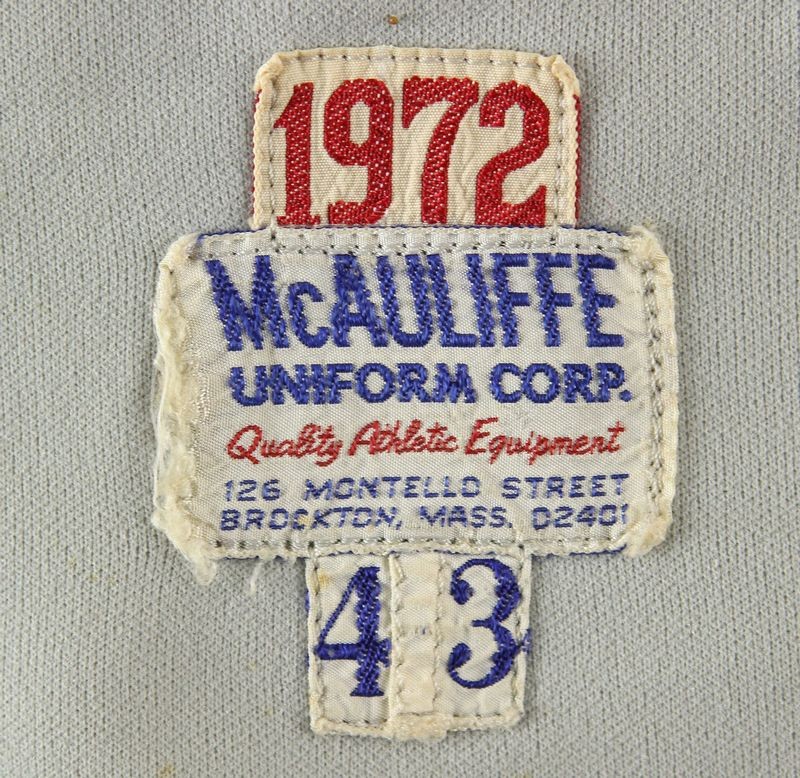 1972
McAULIFFE
UNIFORM CORP.
Quality Athletic Equipment
126 MONTELLO STREET
BROCKTON, MASS. 02401
43